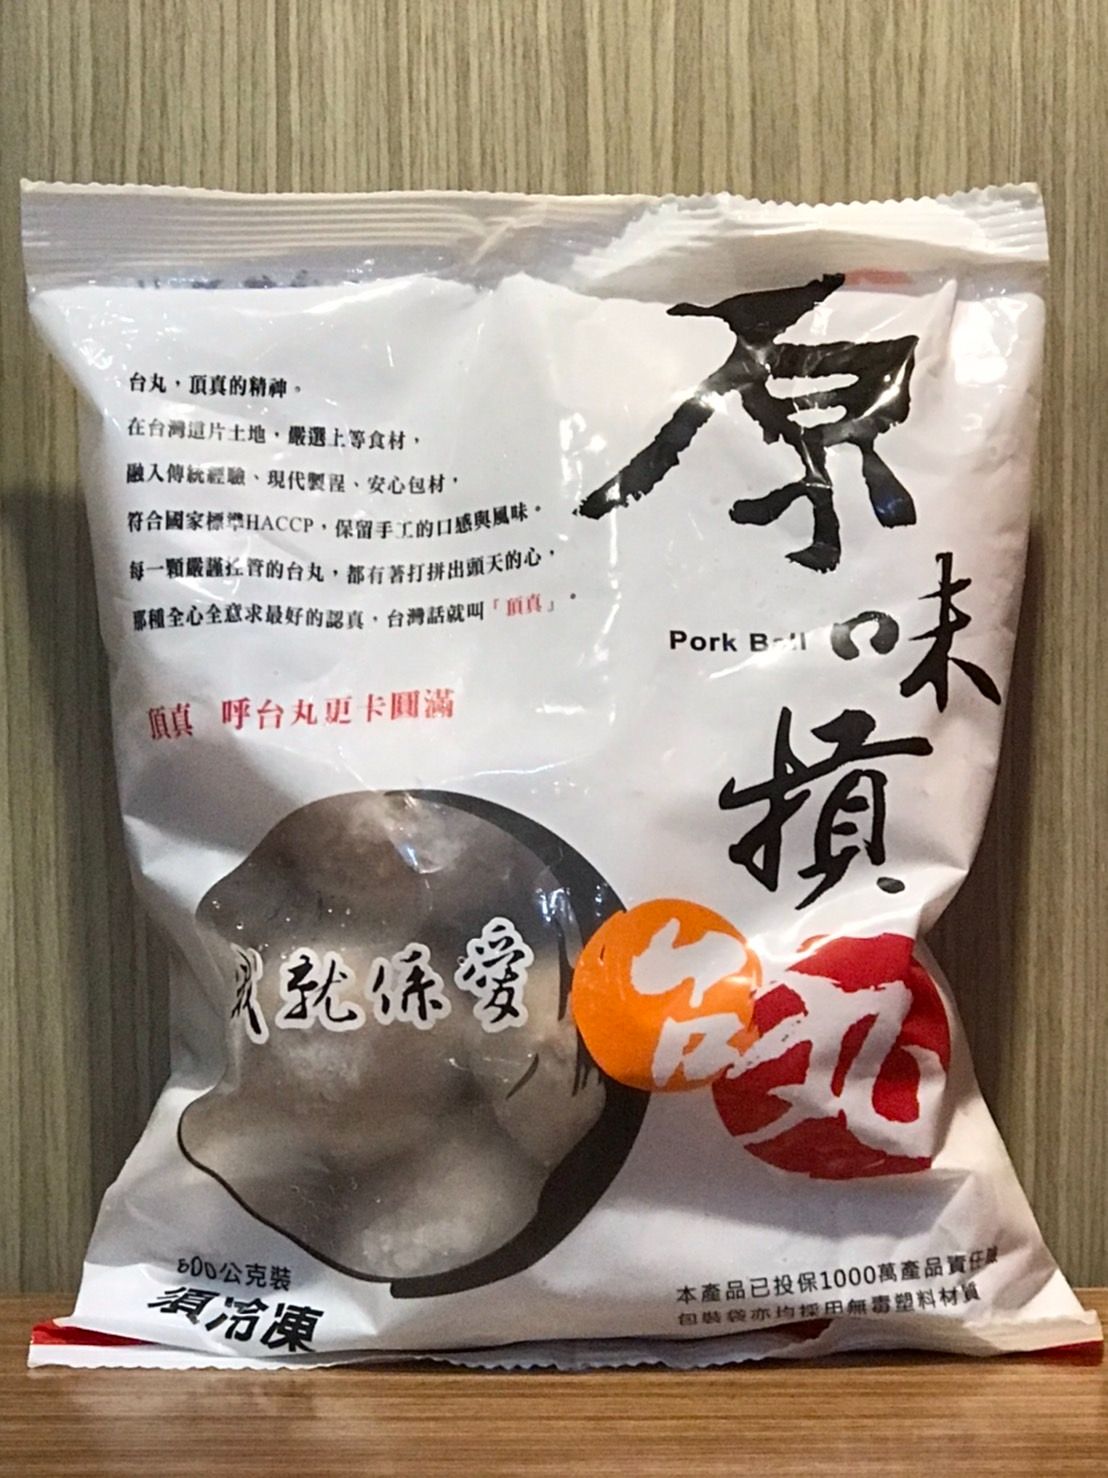 台丸，頂真的精神。
在台灣這片土地，嚴選上等食材，
融入傳統經驗、現代製程、安心包材，
符合國家標準HACCP，保留手工的口感與風味。
每一顆嚴謹控管的台丸，都有著打拼出頭天的心，
那種全心全意求最好的認真，台灣話就叫「頂真」。
頂真 呼台丸更卡圓滿
原味摃
Pork Ball
台丸
我就係愛
600公克裝
須冷凍
本產品已投保1000萬產品責任險
包裝袋亦均採用無毒塑料材質